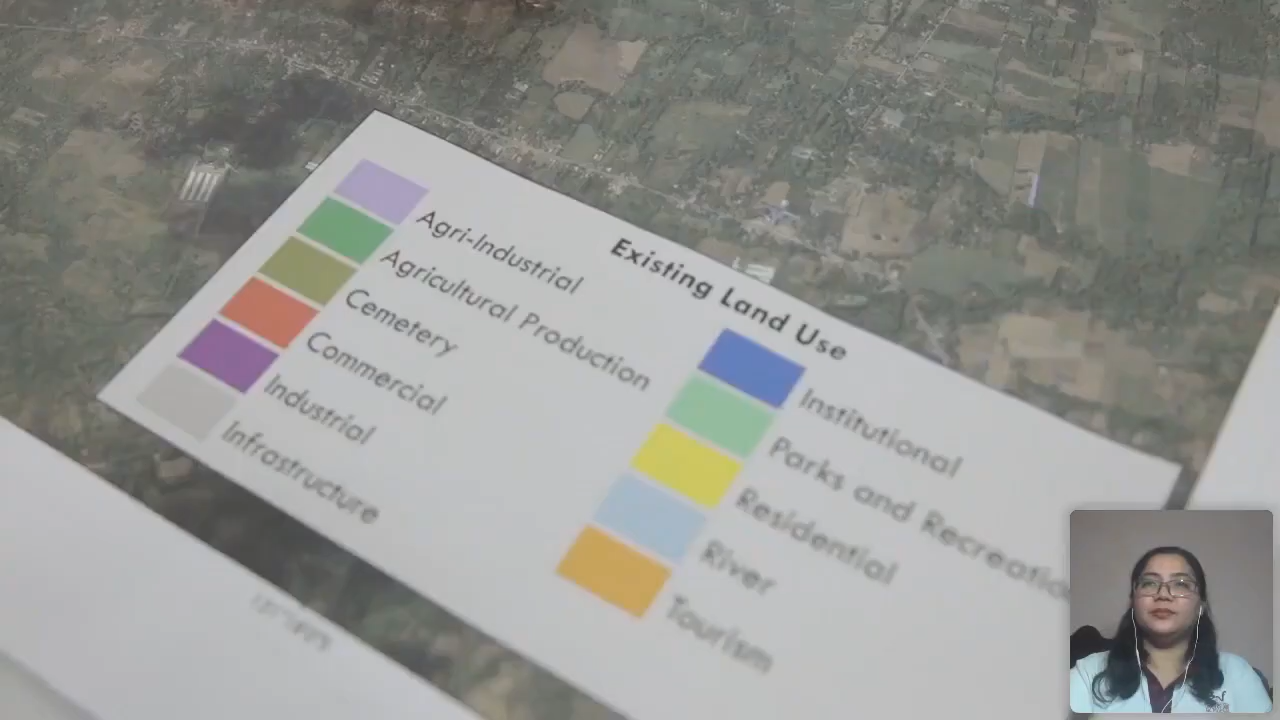 Existing Land Use
Agri-Industrial
Agricultural Production
Cemetery
Commercial
Industrial
Infrastructure
Institutional
Parks and Recreatio
Residential
River
Tourism